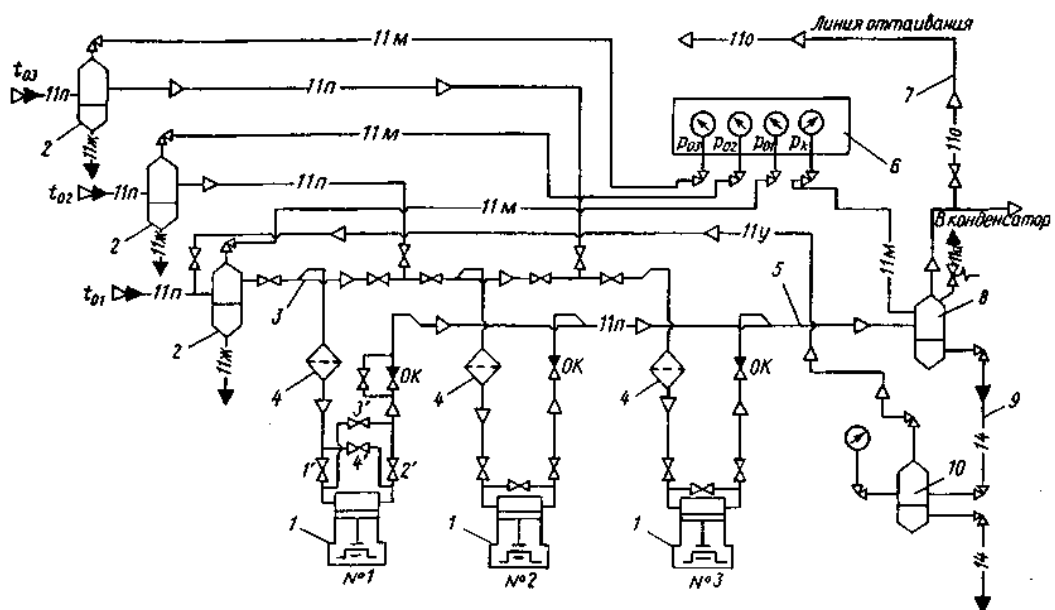 11м
Линия оттаивания
11о
t₀₃
11п
11п
7
2
11ж
11м
p₀₃
p₀₂
p₀₁
pк
6
11о
t₀₂
11п
11п
2
11ж
11м
В конденсатор
11у
11м
11а
5
t₀₁
11п
3
8
2
11п
11ж
4
ОК
4
ОК
4
ОК
9
3'
14
4'
1'
2'
10
1
1
1
14
№1
№2
№3